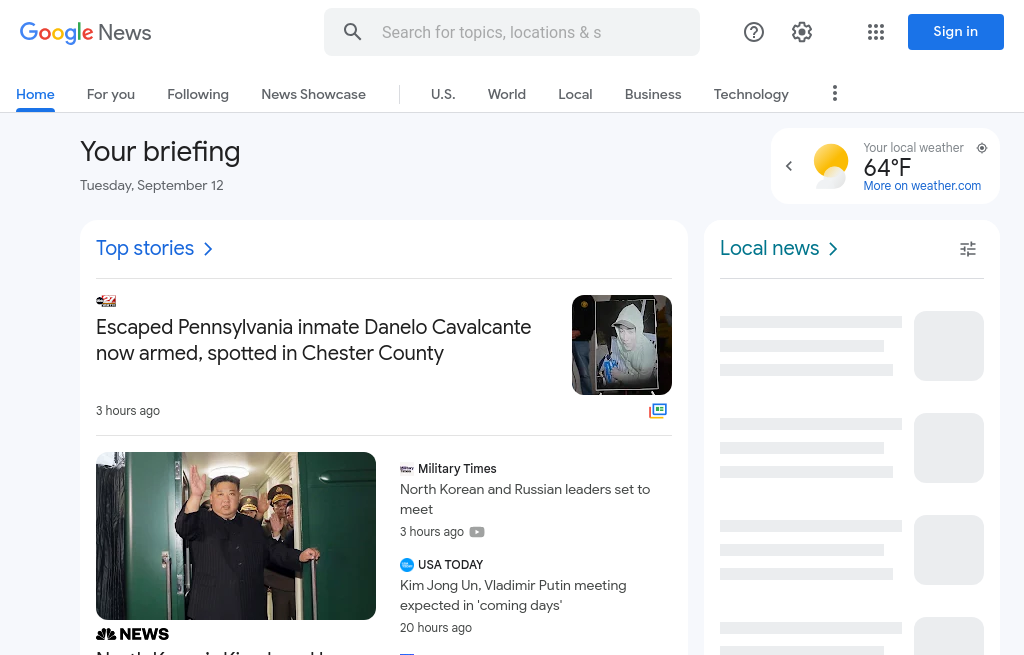 Google News
Search for topics, locations & s
Sign in
Home
For you
Following
News Showcase
U.S.
World
Local
Business
Technology
Your briefing
Tuesday, September 12
Your local weather
64°F
More on weather.com
Top stories
Escaped Pennsylvania inmate Danelo Cavalcante
now armed, spotted in Chester County
3 hours ago
Military Times
North Korean and Russian leaders set to
meet
3 hours ago
USA TODAY
Kim Jong Un, Vladimir Putin meeting
expected in 'coming days'
20 hours ago
NEWS
Local news